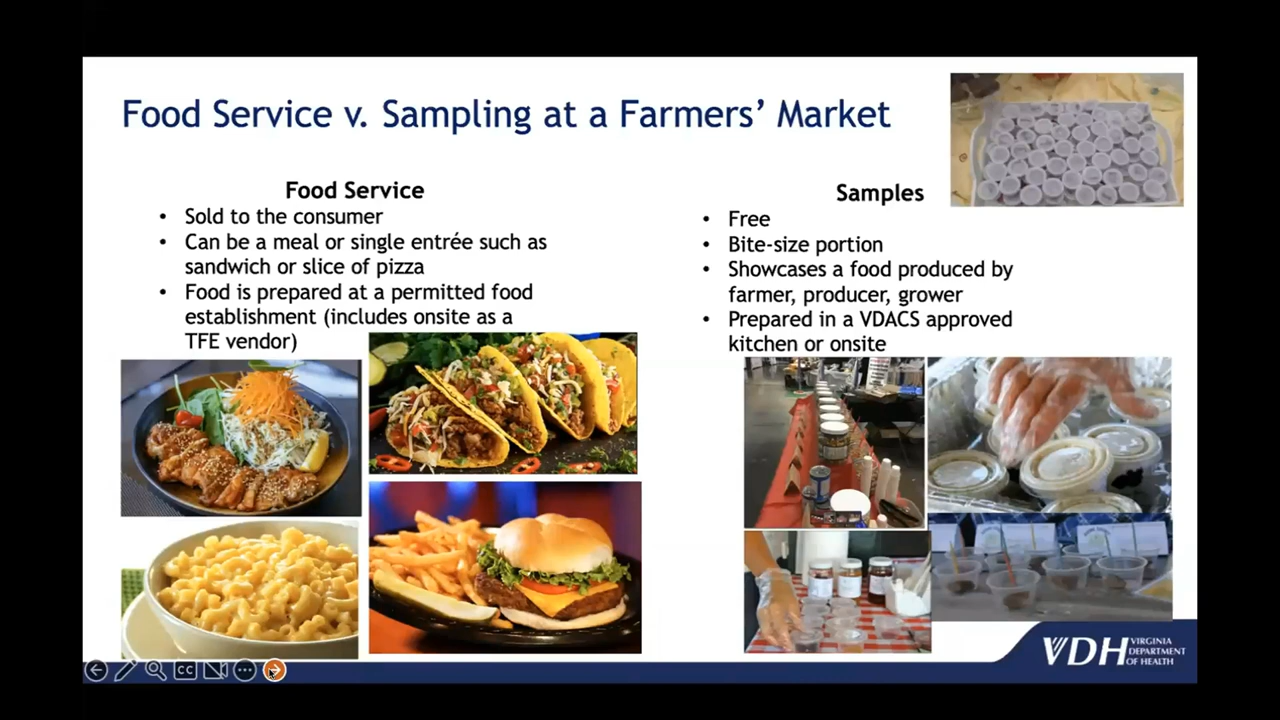 Food Service v. Sampling at a Farmers' Market
Food Service
• Sold to the consumer
• Can be a meal or single entrée such as
sandwich or slice of pizza
• Food is prepared at a permitted food
establishment (includes onsite as a
TFE vendor)
Samples
• Free
• Bite-size portion
• Showcases a food produced by
farmer, producer, grower
• Prepared in a VDACS approved
kitchen or onsite
VDH VIRGINIA
DEPARTMENT
OF HEALTH
CC